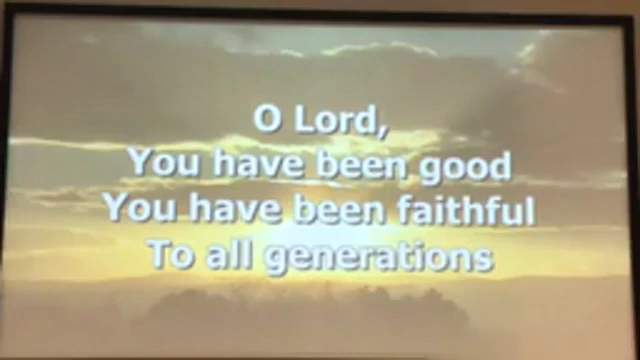 O Lord,
You have been good
You have been faithful
To all generations